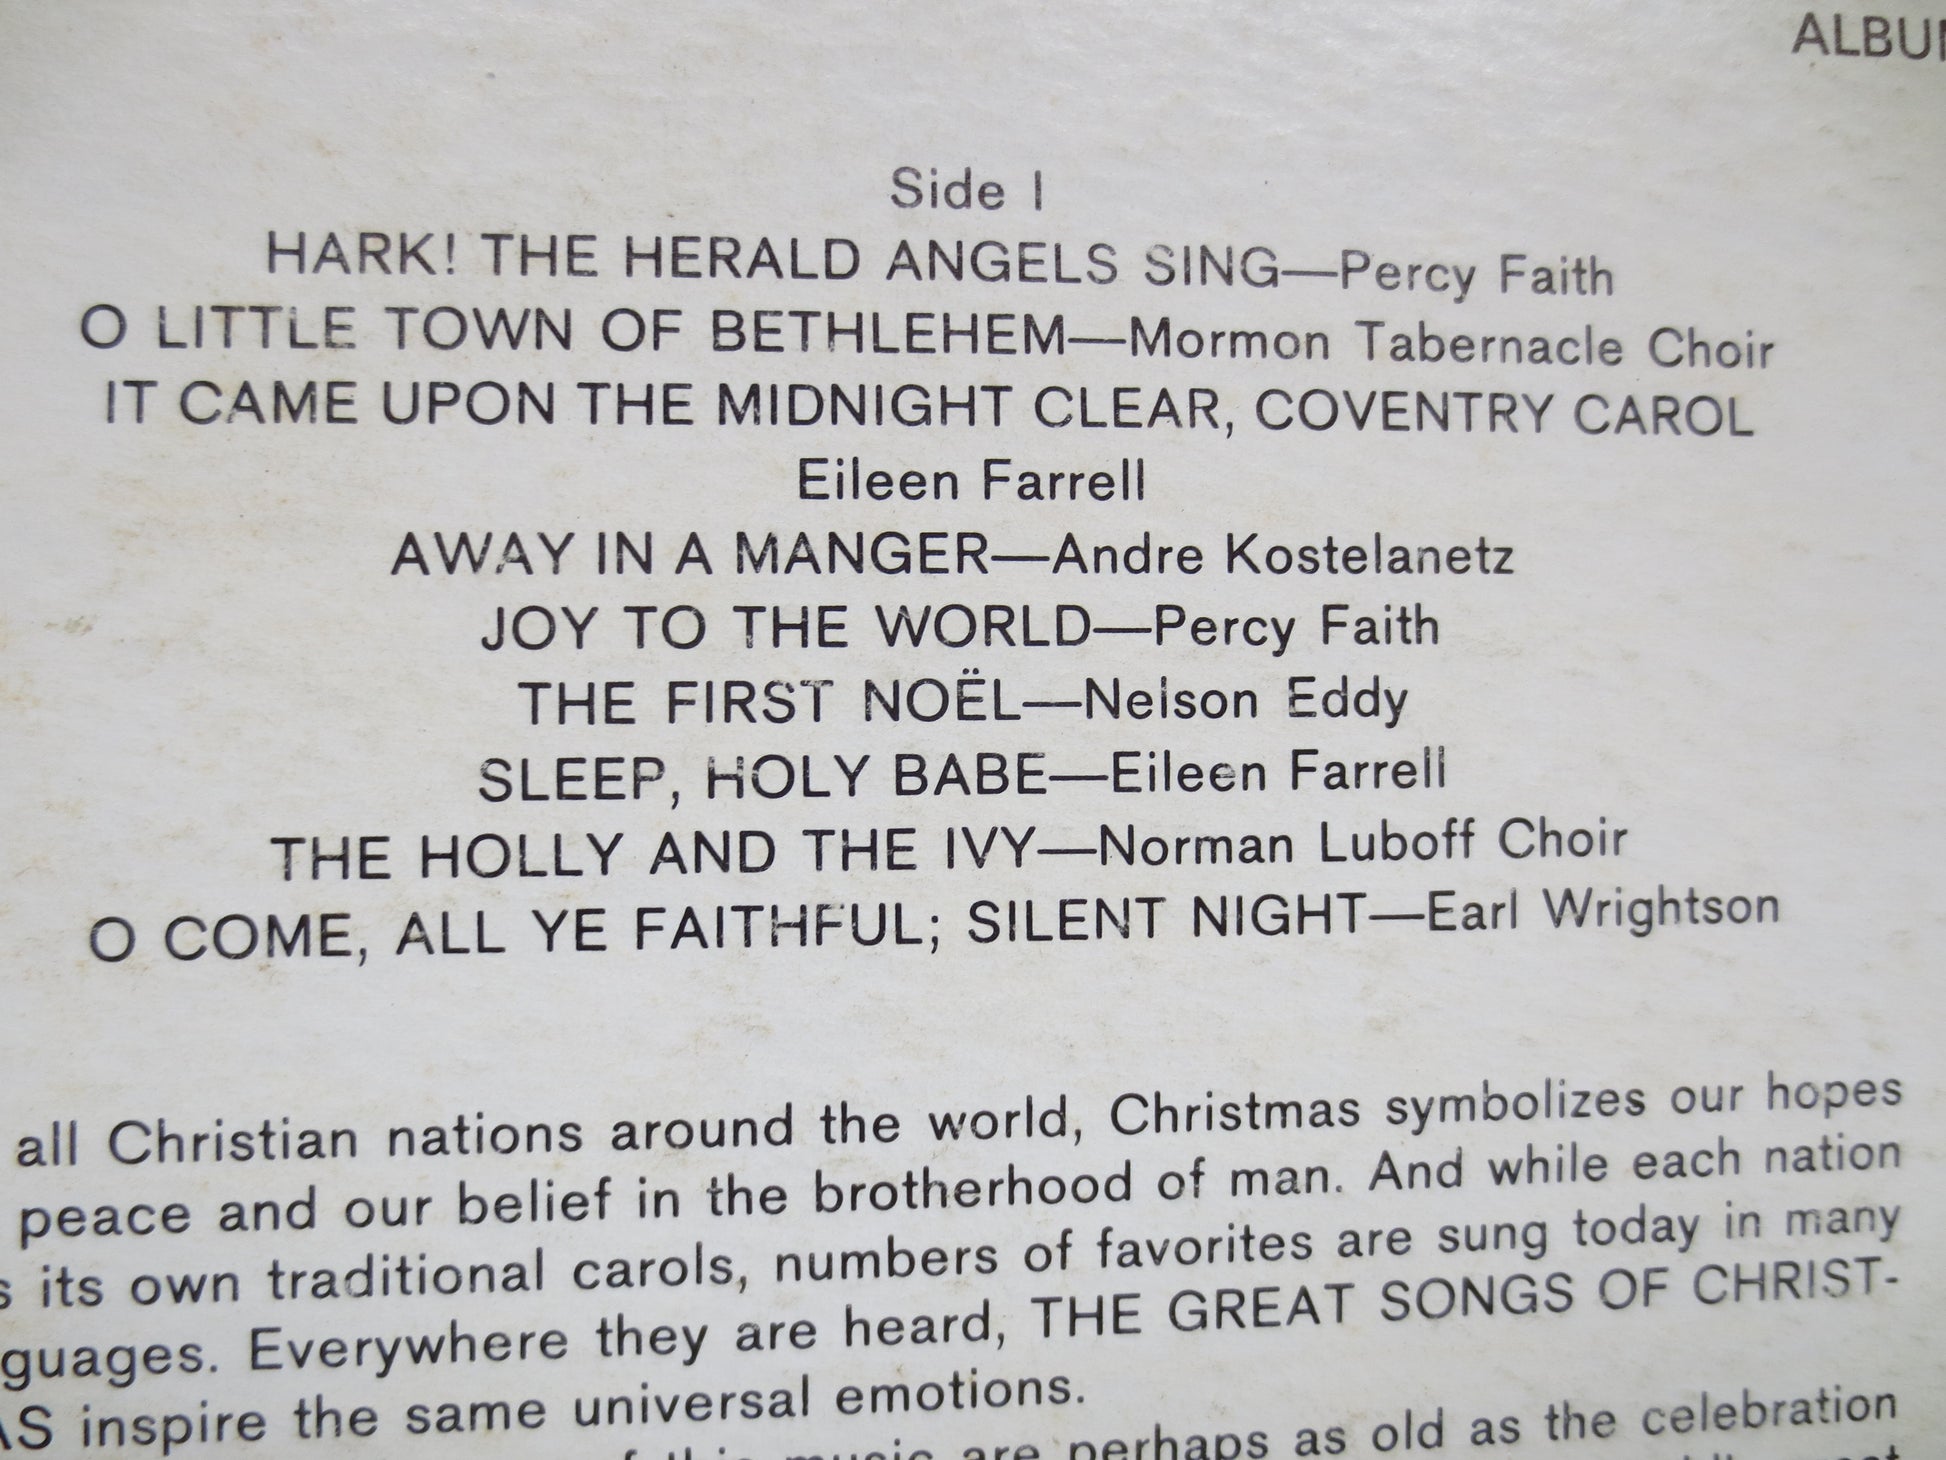 ALBUM
Side I
HARK! THE HERALD ANGELS SING—Percy Faith
O LITTLE TOWN OF BETHLEHEM—Mormon Tabernacle Choir
IT CAME UPON THE MIDNIGHT CLEAR, COVENTRY CAROL
Eileen Farrell
AWAY IN A MANGER—Andre Kostelanetz
JOY TO THE WORLD—Percy Faith
THE FIRST NOËL—Nelson Eddy
SLEEP, HOLY BABE—Eileen Farrell
THE HOLLY AND THE IVY—Norman Luboff Choir
O COME, ALL YE FAITHFUL; SILENT NIGHT—Earl Wrightson
all Christian nations around the world, Christmas symbolizes our hopes
peace and our belief in the brotherhood of man. And while each nation
s its own traditional carols, numbers of favorites are sung today in many
guages. Everywhere they are heard, THE GREAT SONGS OF CHRIST-
AS inspire the same universal emotions.
of this music are perhaps as old as the celebration